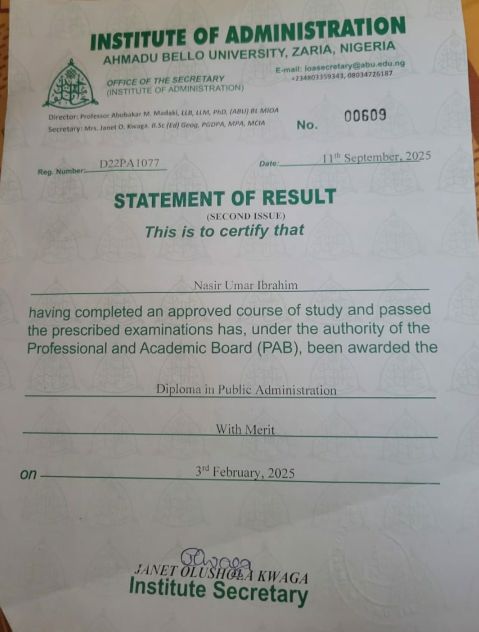 INSTITUTE OF ADMINISTRATION
AHMADU BELLO UNIVERSITY, ZARIA, NIGERIA
OFFICE OF THE SECRETARY
(INSTITUTE OF ADMINISTRATION)
E-mail: ioasecretary@abu.edu.ng
+234803359343, 08034726187
Director: Professor Abubakar M. Madaki, LLB, LLM, PhD, (ABU) BL MIOA
Secretary: Mrs. Janet O. Kwaga, B.Sc (Ed) Geog, PGDPA, MPA, MCIA
No. 00609
Reg. Number: D22PA1077
Date: 11th September, 2025
STATEMENT OF RESULT
(SECOND ISSUE)
This is to certify that
Nasir Umar Ibrahim
having completed an approved course of study and passed
the prescribed examinations has, under the authority of the
Professional and Academic Board (PAB), been awarded the
Diploma in Public Administration
With Merit
on 3rd February, 2025
JANET OLUSHOLA KWAGA
Institute Secretary